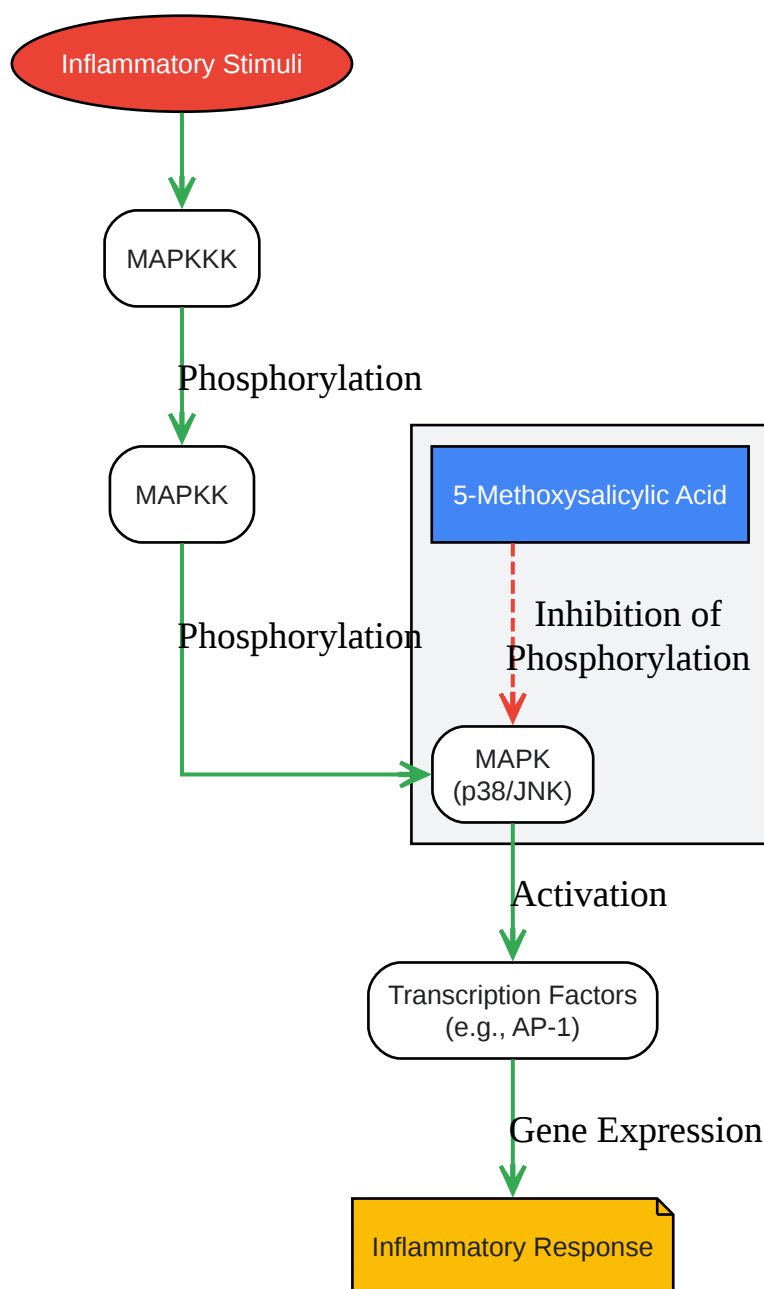 Inflammatory Stimuli
MAPKKK
Phosphorylation
MAPKK
5-Methoxysalicylic Acid
Phosphorylation
Inhibition of
Phosphorylation
MAPK
(p38/JNK)
Activation
Transcription Factors
(e.g., AP-1)
Gene Expression
Inflammatory Response